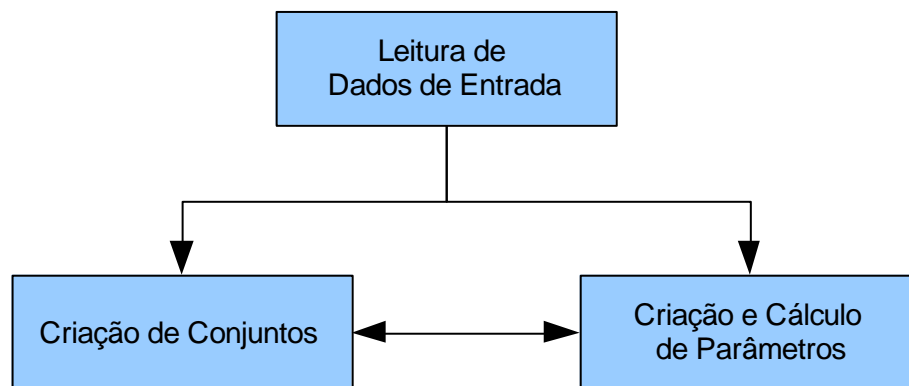 Leitura de
Dados de Entrada
Criação de Conjuntos
Criação e Cálculo
de Parâmetros